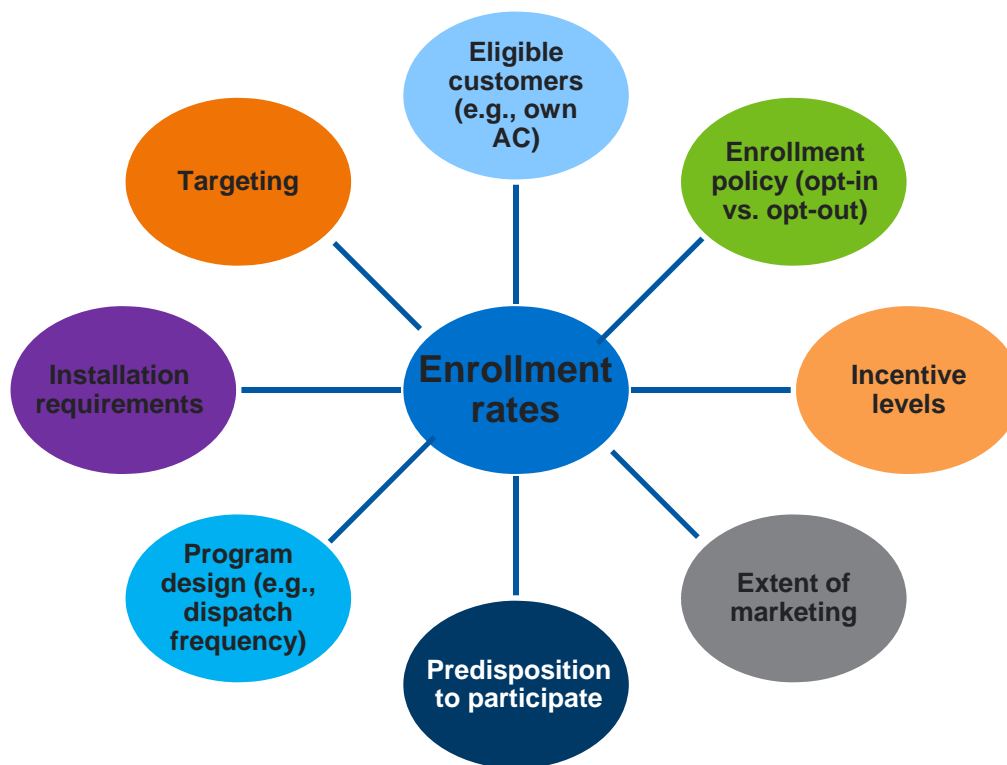 Eligible
customers
(e.g., own
AC)
Enrollment
policy (opt-in
vs. opt-out)
Targeting
Installation
requirements
Enrollment
rates
Incentive
levels
Program
design (e.g.,
dispatch
frequency)
Extent of
marketing
Predisposition
to participate